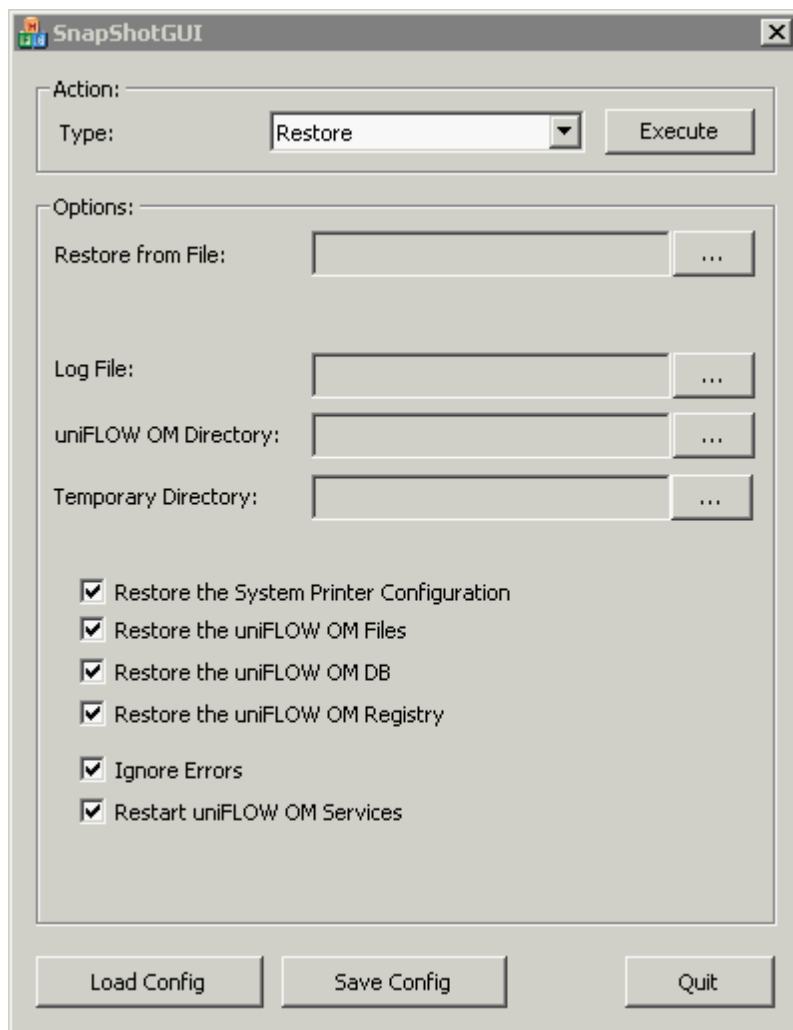 SnapShotGUI
Action:
Type: Restore Execute
Options:
Restore from File: ...
Log File: ...
uniFLOW OM Directory: ...
Temporary Directory: ...
Restore the System Printer Configuration
Restore the uniFLOW OM Files
Restore the uniFLOW OM DB
Restore the uniFLOW OM Registry
Ignore Errors
Restart uniFLOW OM Services
Load Config Save Config Quit